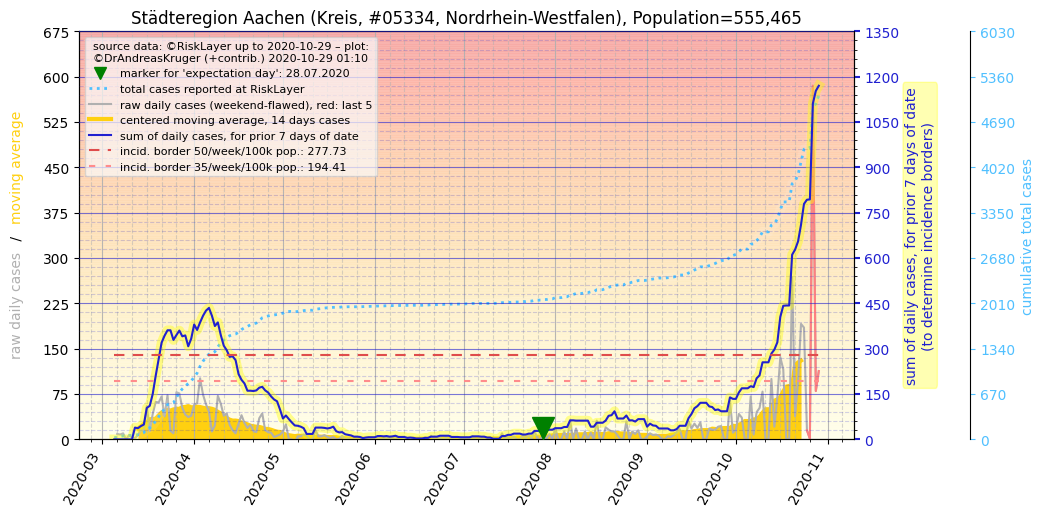 Städteregion Aachen (Kreis, #05334, Nordrhein-Westfalen), Population=555,465
source data: ©RiskLayer up to 2020-10-29 – plot:
©DrAndreasKruger (+contrib.) 2020-10-29 01:10
marker for 'expectation day': 28.07.2020
total cases reported at RiskLayer
raw daily cases (weekend-flawed), red: last 5
centered moving average, 14 days cases
sum of daily cases, for prior 7 days of date
incid. border 50/week/100k pop.: 277.73
incid. border 35/week/100k pop.: 194.41
raw daily cases / moving average
675
600
525
450
375
300
225
150
75
0
2020-03
2020-04
2020-05
2020-06
2020-07
2020-08
2020-09
2020-10
2020-11
1350
1200
1050
900
750
600
450
300
150
0
sum of daily cases, for prior 7 days of date
(to determine incidence borders)
6030
5360
4690
4020
3350
2680
2010
1340
670
0
cumulative total cases